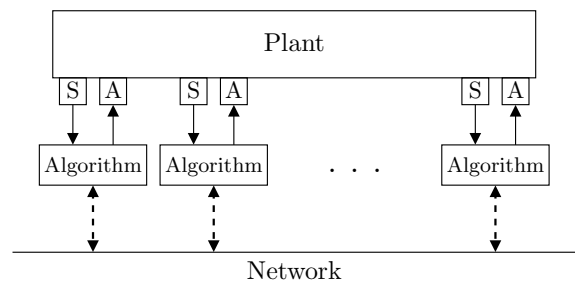 Plant
S A S A S A
Algorithm Algorithm . . . Algorithm
Network